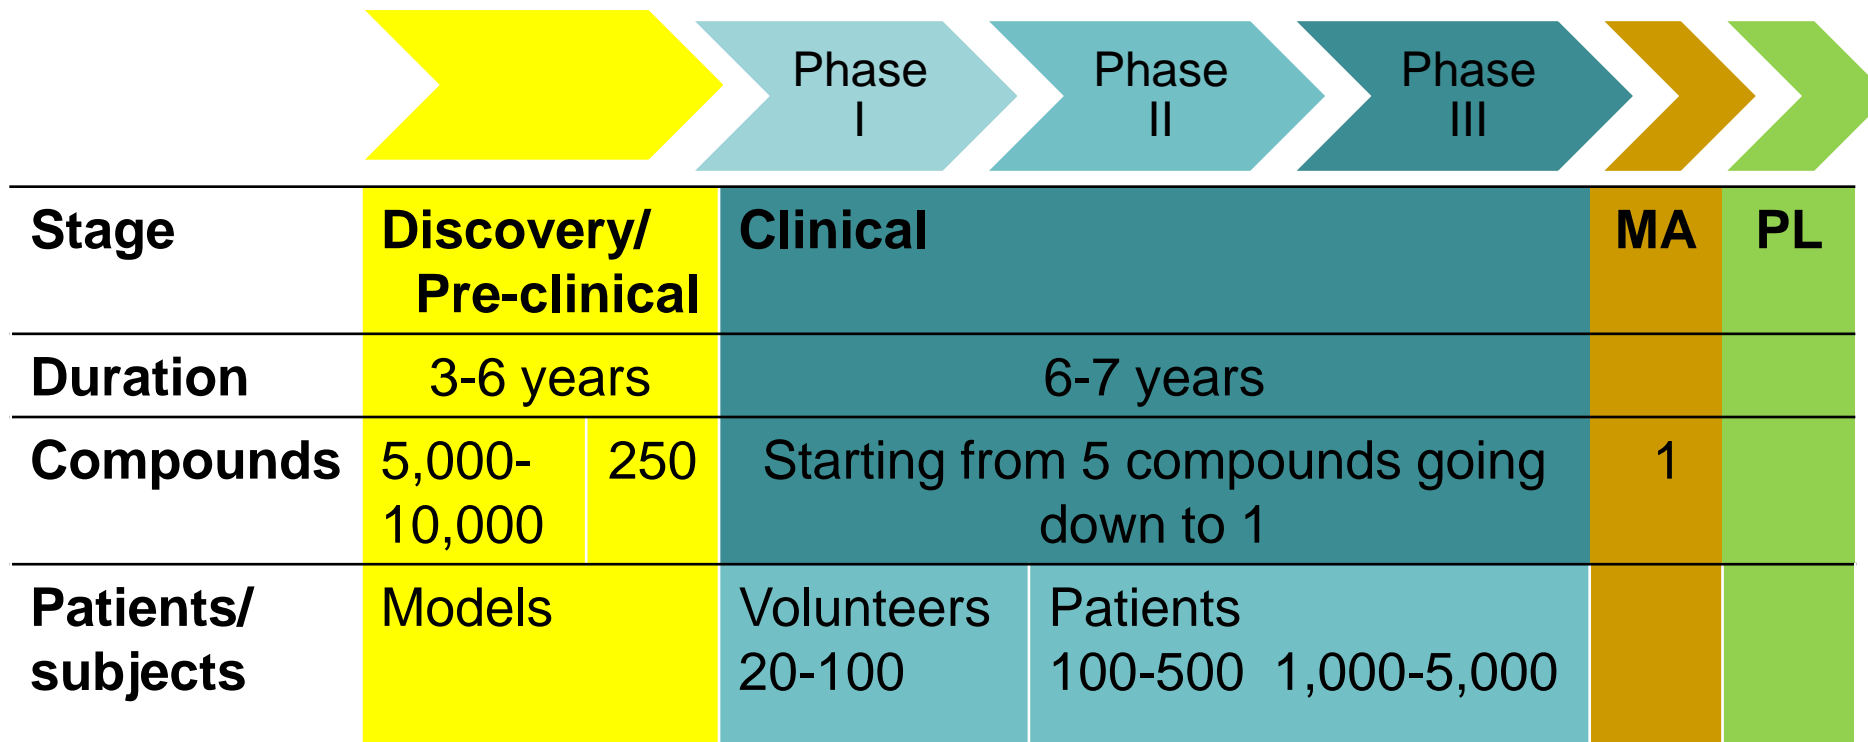 Phase
I
Phase
II
Phase
III
Stage
Discovery/
Pre-clinical
Clinical
MA
PL
Duration
3-6 years
6-7 years
Compounds
5,000-
10,000
250
Starting from 5 compounds going
down to 1
1
Patients/
subjects
Models
Volunteers
20-100
Patients
100-500 1,000-5,000